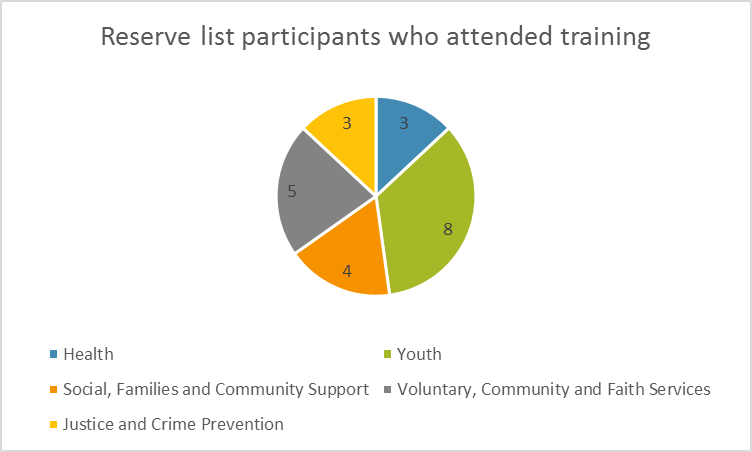 Reserve list participants who attended training
3
3
5
8
4
Health
Youth
Social, Families and Community Support
Voluntary, Community and Faith Services
Justice and Crime Prevention